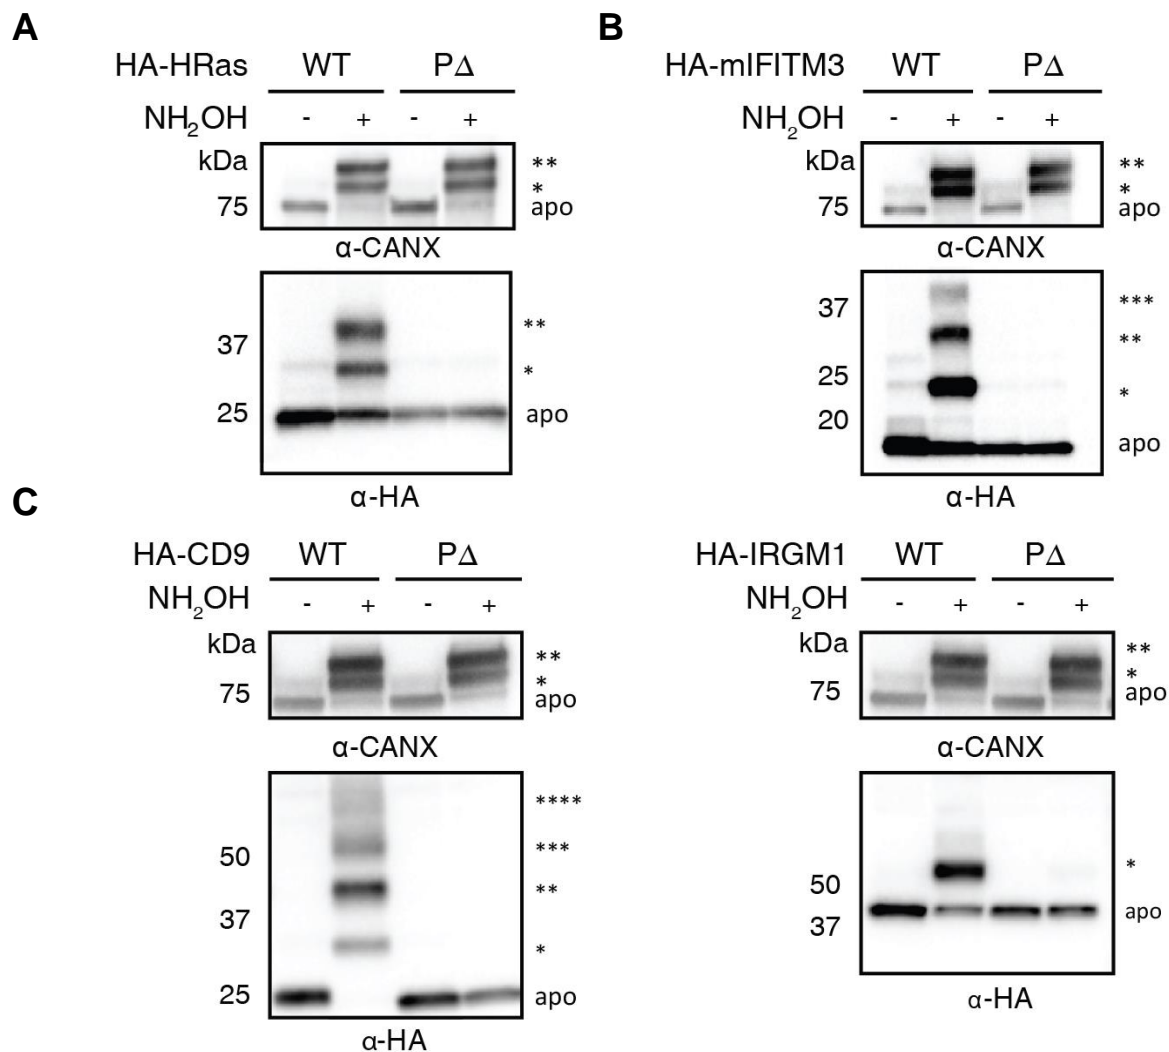 A
HA-HRas WT PΔ
NH2OH - + - +
kDa
**
*
75 apo
α-CANX
**
37
*
25 apo
α-HA
B
HA-mIFITM3 WT PΔ
NH2OH - + - +
kDa
**
*
75 apo
α-CANX
***
37
**
25
*
20
apo
α-HA
C
HA-CD9 WT PΔ
NH2OH - + - +
kDa
**
*
75 apo
α-CANX
****
50 ***
**
37
*
25 apo
α-HA
HA-IRGM1 WT PΔ
NH2OH - + - +
kDa
**
*
75 apo
α-CANX
*
50
apo
37
α-HA